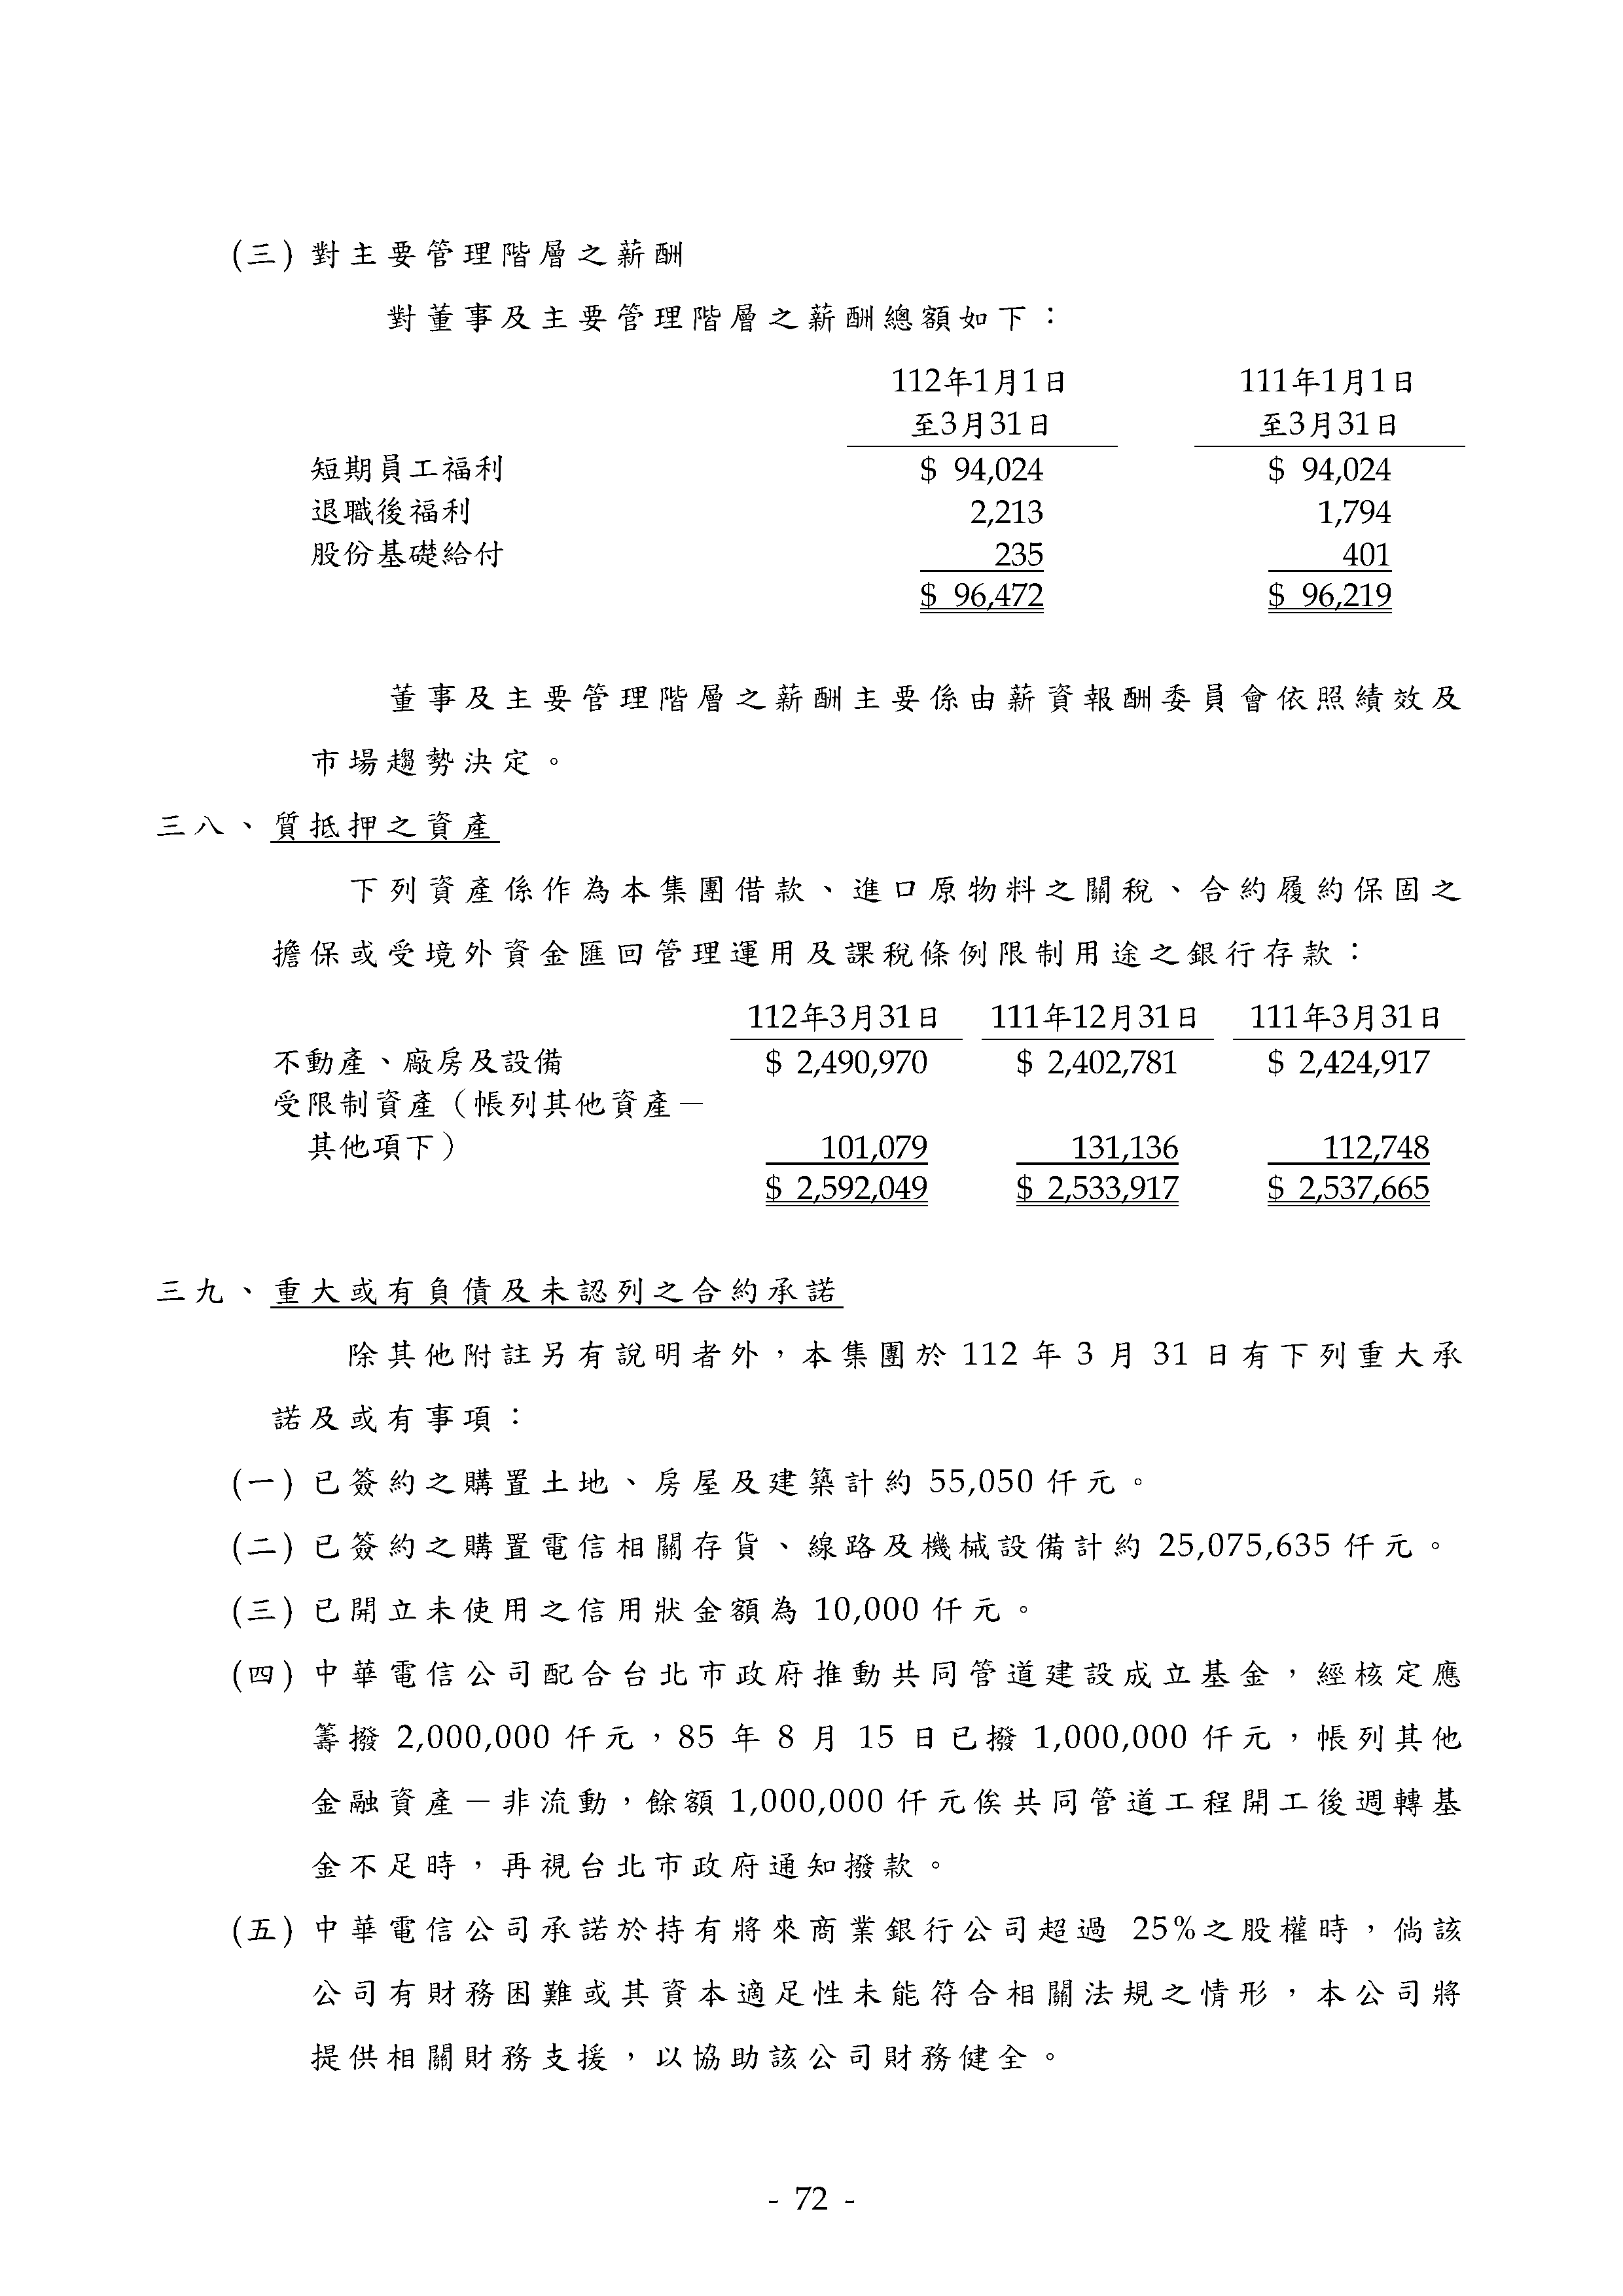 (三) 對主要管理階層之薪酬
對董事及主要管理階層之薪酬總額如下：
112年1月1日 111年1月1日
至3月31日 至3月31日
短期員工福利 $ 94,024 $ 94,024
退職後福利 2,213 1,794
股份基礎給付 235 401
$ 96,472 $ 96,219
董事及主要管理階層之薪酬主要係由薪資報酬委員會依照績效及
市場趨勢決定。
三八、質抵押之資產
下列資產係作為本集團借款、進口原物料之關稅、合約履約保固之
擔保或受境外資金匯回管理運用及課稅條例限制用途之銀行存款：
112年3月31日 111年12月31日 111年3月31日
不動產、廠房及設備 $ 2,490,970 $ 2,402,781 $ 2,424,917
受限制資產（帳列其他資產－
其他項下） 101,079 131,136 112,748
$ 2,592,049 $ 2,533,917 $ 2,537,665
三九、重大或有負債及未認列之合約承諾
除其他附註另有說明者外，本集團於 112 年 3 月 31 日有下列重大承
諾及或有事項：
(一) 已簽約之購置土地、房屋及建築計約 55,050 仟元。
(二) 已簽約之購置電信相關存貨、線路及機械設備計約 25,075,635 仟元。
(三) 已開立未使用之信用狀金額為 10,000 仟元。
(四) 中華電信公司配合台北市政府推動共同管道建設成立基金，經核定應
籌撥 2,000,000 仟元，85 年 8 月 15 日已撥 1,000,000 仟元，帳列其他
金融資產－非流動，餘額 1,000,000 仟元俟共同管道工程開工後週轉基
金不足時，再視台北市政府通知撥款。
(五) 中華電信公司承諾於持有將來商業銀行公司超過 25%之股權時，倘該
公司有財務困難或其資本適足性未能符合相關法規之情形，本公司將
提供相關財務支援，以協助該公司財務健全。
- 72 -